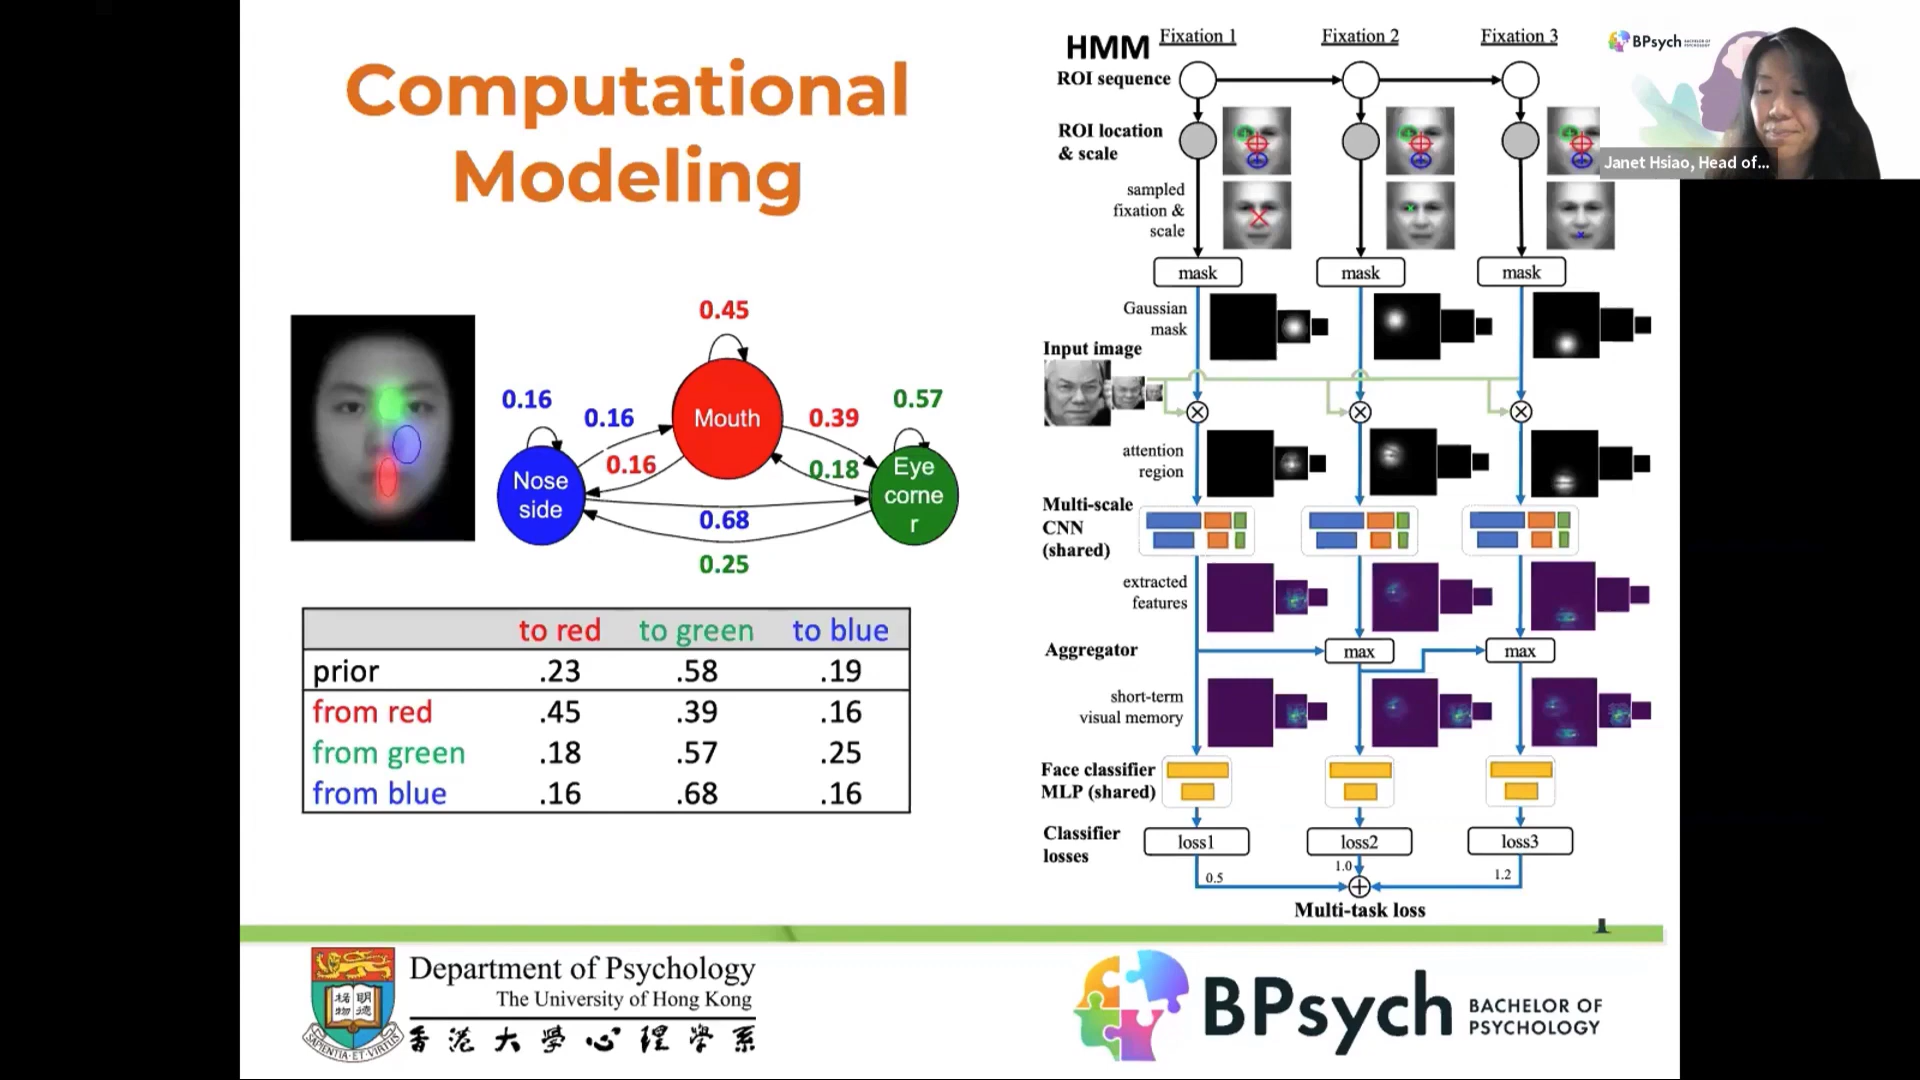 Computational
Modeling
0.45
0.16
0.16
Mouth
0.39
0.57
0.16
0.18
Nose
side
Eye
corne
r
0.68
0.25
to red to green to blue
prior .23 .58 .19
from red .45 .39 .16
from green .18 .57 .25
from blue .16 .68 .16
HMM
Fixation 1 Fixation 2 Fixation 3
ROI sequence
ROI location
& scale
sampled
fixation &
scale
mask mask mask
Gaussian
mask
Input image
attention
region
Multi-scale
CNN
(shared)
extracted
features
Aggregator
max max
short-term
visual memory
Face classifier
MLP (shared)
Classifier
losses
loss1 loss2 loss3
0.5 1.0 1.2
Multi-task loss
BPsych BACHELOR OF
PSYCHOLOGY
Janet Hsiao, Head of...
SAPIENTIA·ET·VIRTUS
Department of Psychology
The University of Hong Kong
香港大學心理學系
BPsych
BACHELOR OF
PSYCHOLOGY